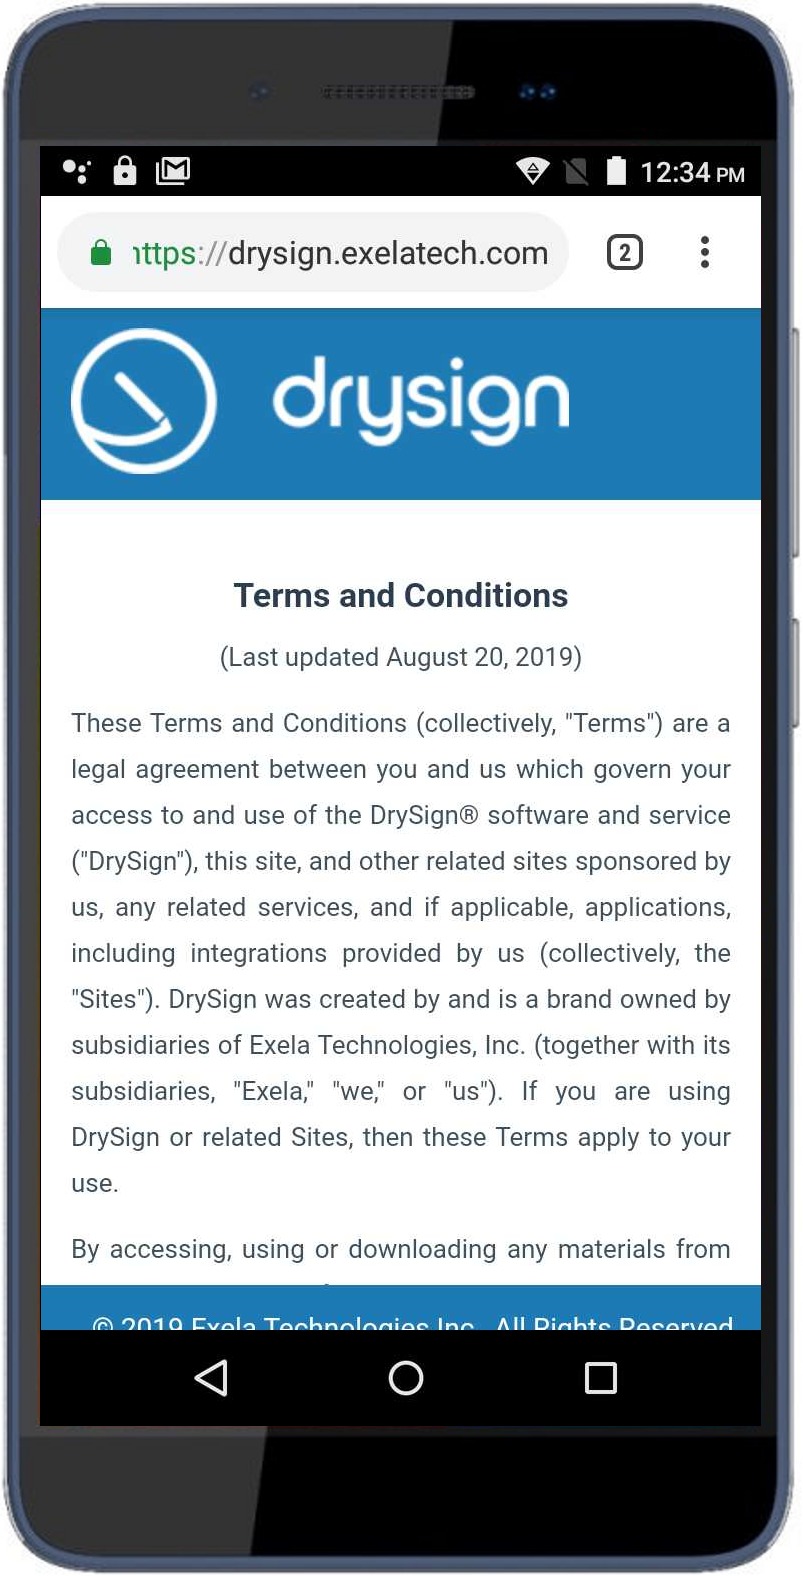 12:34 PM
https://drysign.exelatech.com
2
drysign
Terms and Conditions
(Last updated August 20, 2019)
These Terms and Conditions (collectively, "Terms") are a
legal agreement between you and us which govern your
access to and use of the DrySign® software and service
("DrySign"), this site, and other related sites sponsored by
us, any related services, and if applicable, applications,
including integrations provided by us (collectively, the
"Sites"). DrySign was created by and is a brand owned by
subsidiaries of Exela Technologies, Inc. (together with its
subsidiaries, "Exela," "we," or "us"). If you are using
DrySign or related Sites, then these Terms apply to your
use.
By accessing, using or downloading any materials from
© 2019 Exela Technologies Inc., All Rights Reserved